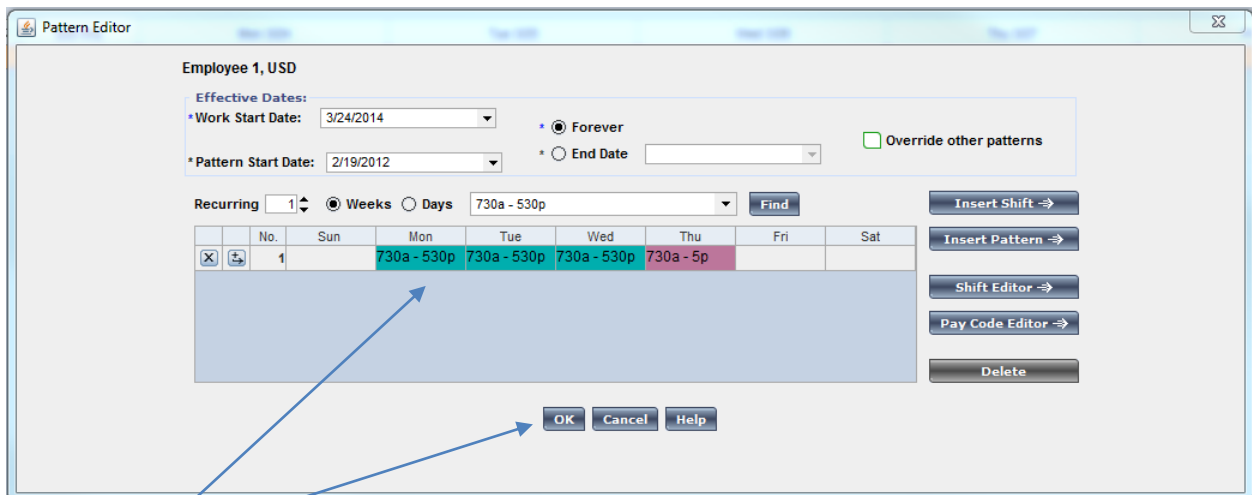 Pattern Editor
Employee 1, USD
Effective Dates:
*Work Start Date: 3/24/2014
* Forever
Override other patterns
*Pattern Start Date: 2/19/2012
* End Date
Recurring 1 Weeks Days 730a - 530p Find
Insert Shift
No. Sun Mon Tue Wed Thu Fri Sat
Insert Pattern
1 730a - 530p 730a - 530p 730a - 530p 730a - 5p
Shift Editor
Pay Code Editor
Delete
OK Cancel Help